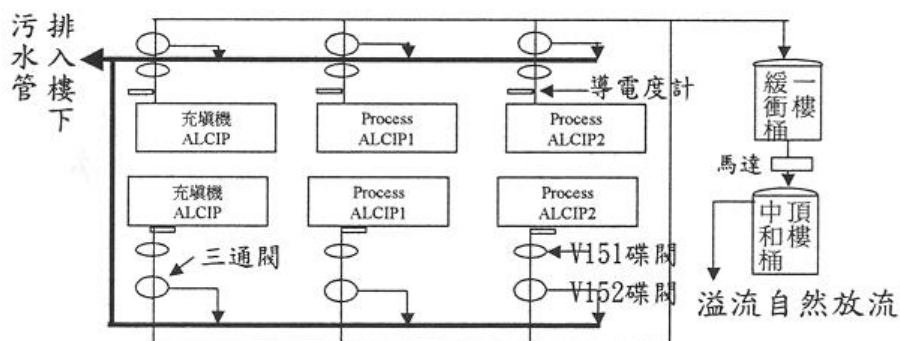 排入樓下
污水管
充填機
ALCIP
Process
ALCIP1
Process
ALCIP2
導電度計
一樓
緩衝桶
馬達
充填機
ALCIP
Process
ALCIP1
Process
ALCIP2
頂樓
中和桶
三通閥
V151碟閥
V152碟閥
溢流自然放流